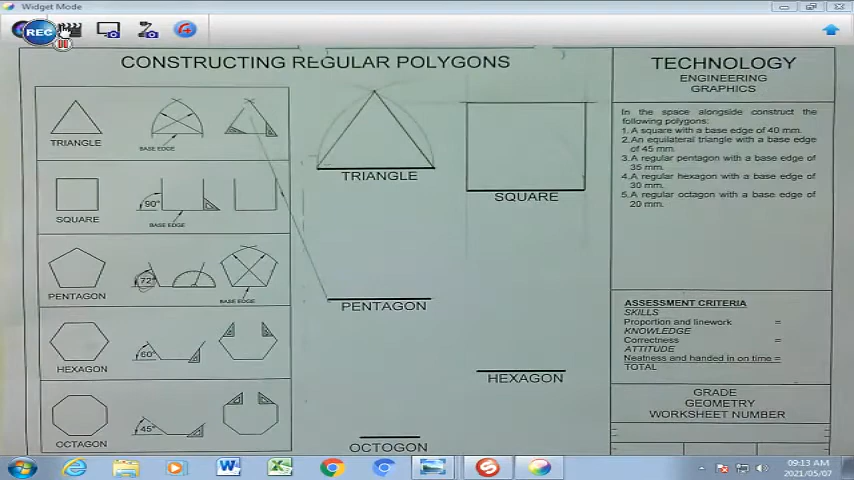 Widget Mode
REC
CONSTRUCTING REGULAR POLYGONS
TRIANGLE
BASE EDGE
SQUARE
90°
BASE EDGE
PENTAGON
72°
BASE EDGE
HEXAGON
60°
OCTAGON
45°
TRIANGLE
SQUARE
PENTAGON
HEXAGON
OCTOGON
TECHNOLOGY
ENGINEERING
GRAPHICS
In the space alongside construct the
following polygons:
1. A square with a base edge of 40 mm.
2. An equilateral triangle with a base edge
of 45 mm.
3. A regular pentagon with a base edge of
35 mm.
4. A regular hexagon with a base edge of
30 mm.
5. A regular octagon with a base edge of
20 mm.
ASSESSMENT CRITERIA
SKILLS
Proportion and linework =
KNOWLEDGE
Correctness =
ATTITUDE
Neatness and handed in on time =
TOTAL
GRADE
GEOMETRY
WORKSHEET NUMBER
09:13 AM
2021/05/07